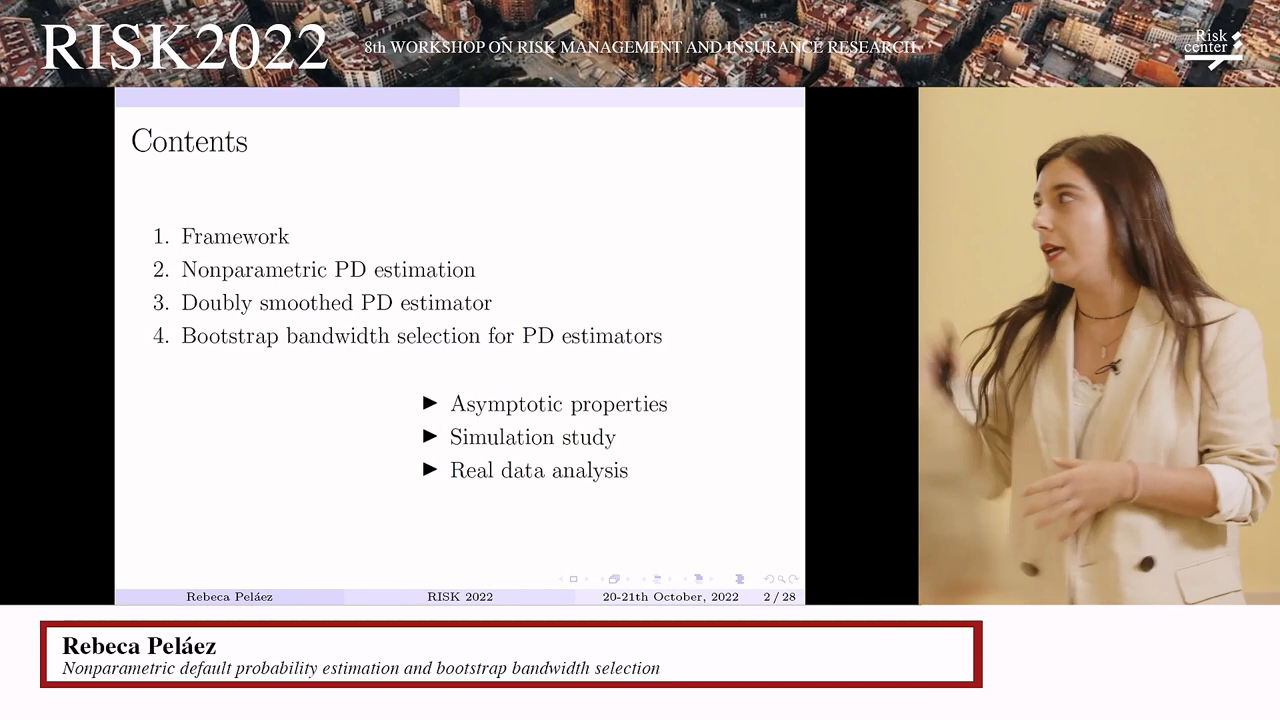 RISK2022
8th WORKSHOP ON RISK MANAGEMENT AND INSURANCE RESEARCH
Risk
center
Contents
1. Framework
2. Nonparametric PD estimation
3. Doubly smoothed PD estimator
4. Bootstrap bandwidth selection for PD estimators
▶ Asymptotic properties
▶ Simulation study
▶ Real data analysis
Rebeca Peláez RISK 2022 20-21th October, 2022 2 / 28
Rebeca Peláez
Nonparametric default probability estimation and bootstrap bandwidth selection